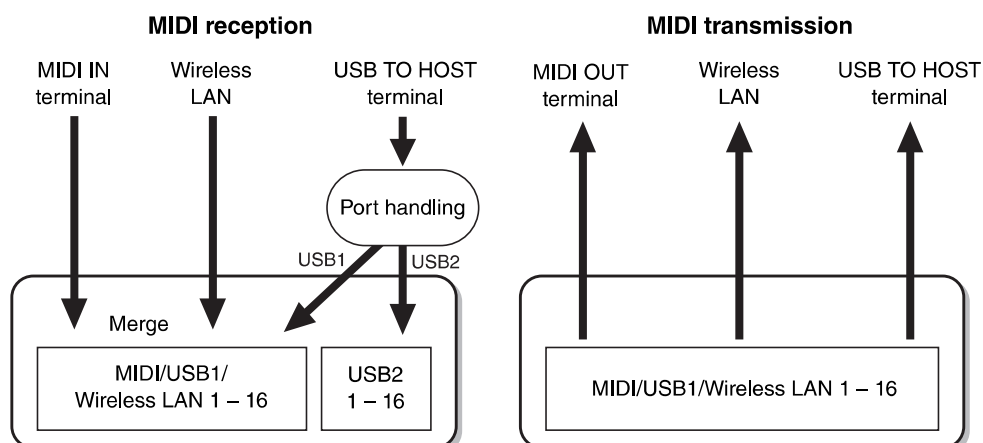 MIDI reception
MIDI IN
terminal
Wireless
LAN
USB TO HOST
terminal
Port handling
USB1
USB2
Merge
MIDI/USB1/
Wireless LAN 1 – 16
USB2
1 – 16
MIDI transmission
MIDI OUT
terminal
Wireless
LAN
USB TO HOST
terminal
MIDI/USB1/Wireless LAN 1 – 16